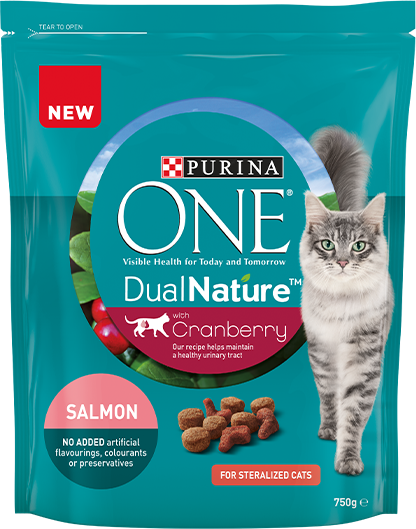 TEAR TO OPEN
NEW
PURINA
ONE®
Visible Health for Today and Tomorrow
DualNature™
with
Cranberry
Our recipe helps maintain
a healthy urinary tract
SALMON
NO ADDED artificial
flavourings, colourants
or preservatives
FOR STERALIZED CATS
750g℮